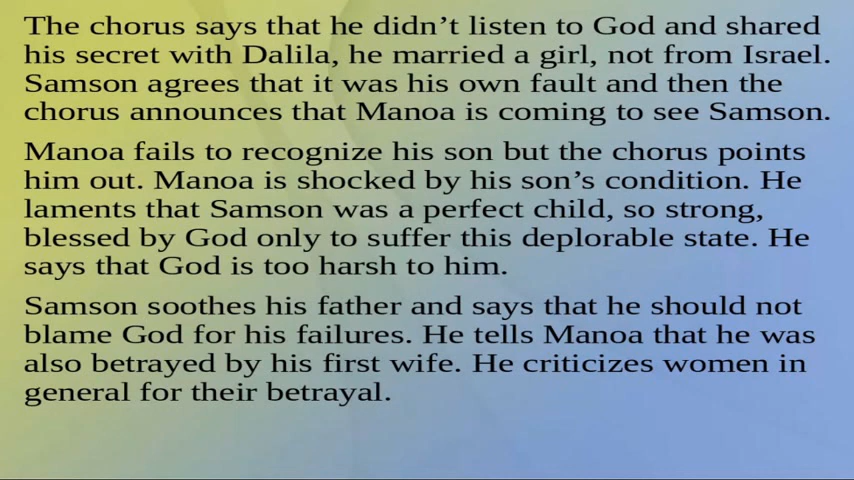 The chorus says that he didn’t listen to God and shared
his secret with Dalila, he married a girl, not from Israel.
Samson agrees that it was his own fault and then the
chorus announces that Manoa is coming to see Samson.
Manoa fails to recognize his son but the chorus points
him out. Manoa is shocked by his son’s condition. He
laments that Samson was a perfect child, so strong,
blessed by God only to suffer this deplorable state. He
says that God is too harsh to him.
Samson soothes his father and says that he should not
blame God for his failures. He tells Manoa that he was
also betrayed by his first wife. He criticizes women in
general for their betrayal.